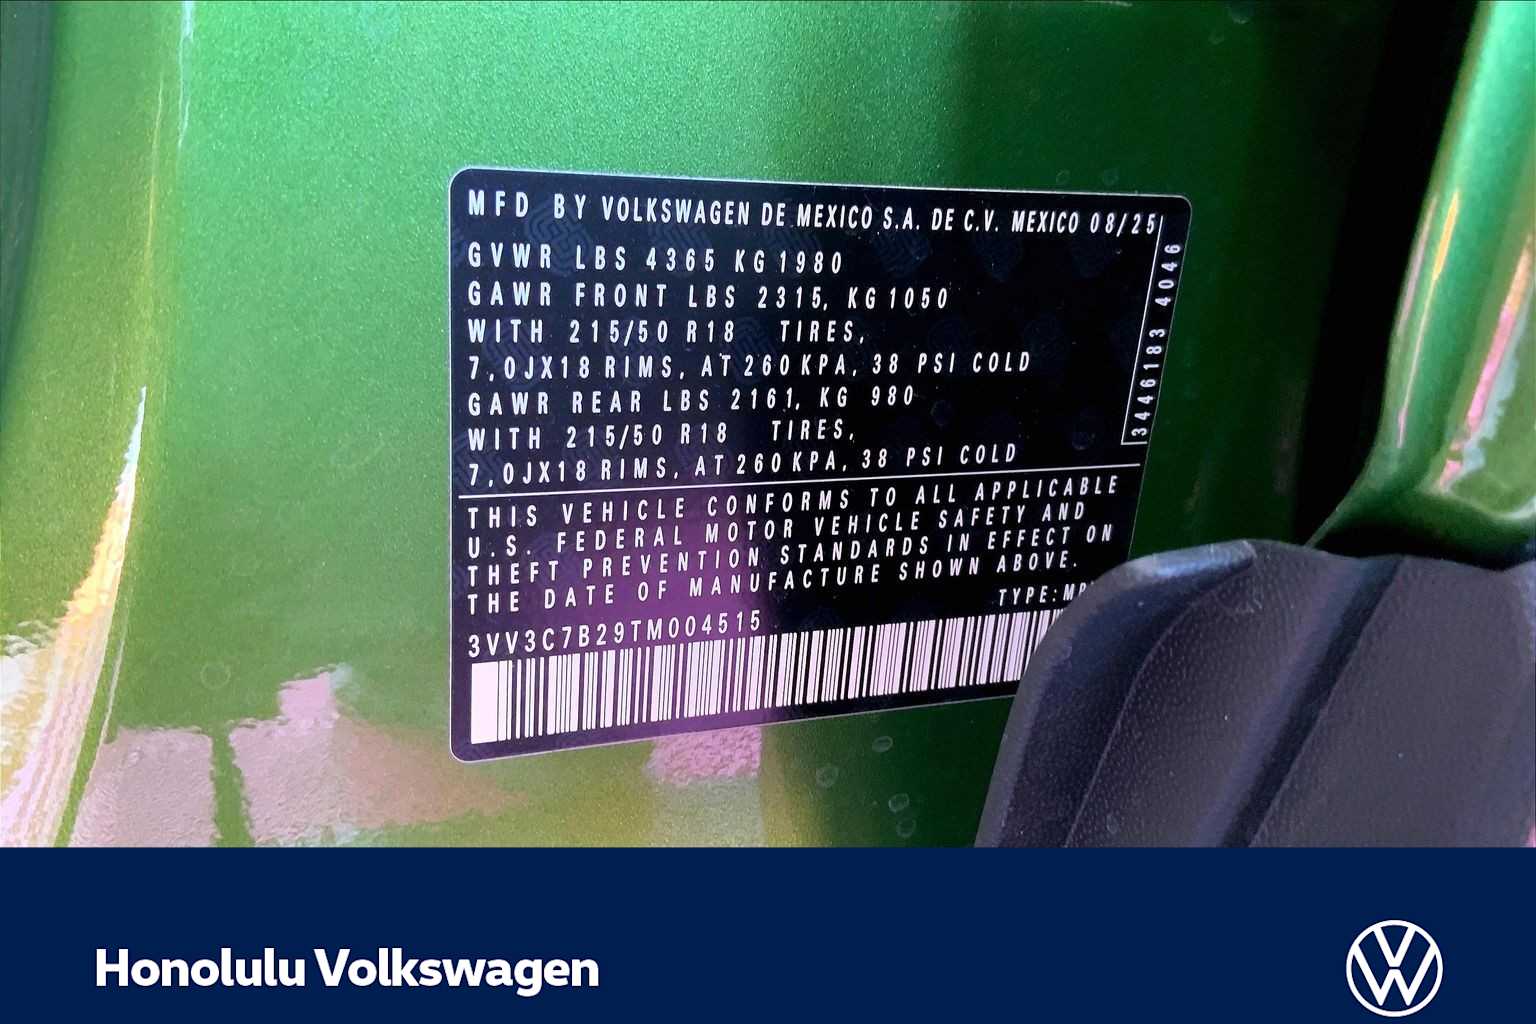 MFD BY VOLKSWAGEN DE MEXICO S.A. DE C.V. MEXICO 08/25
GVWR LBS 4365 KG 1980
GAWR FRONT LBS 2315, KG 1050
WITH 215/50 R18 TIRES,
7,0JX18 RIMS, AT 260 KPA, 38 PSI COLD
GAWR REAR LBS 2161, KG 980
WITH 215/50 R18 TIRES,
7,0JX18 RIMS, AT 260 KPA, 38 PSI COLD
3446183 4046
THIS VEHICLE CONFORMS TO ALL APPLICABLE
U.S. FEDERAL MOTOR VEHICLE SAFETY AND
THEFT PREVENTION STANDARDS IN EFFECT ON
THE DATE OF MANUFACTURE SHOWN ABOVE.
TYPE:
3VV3C7B29TM004515
Honolulu Volkswagen